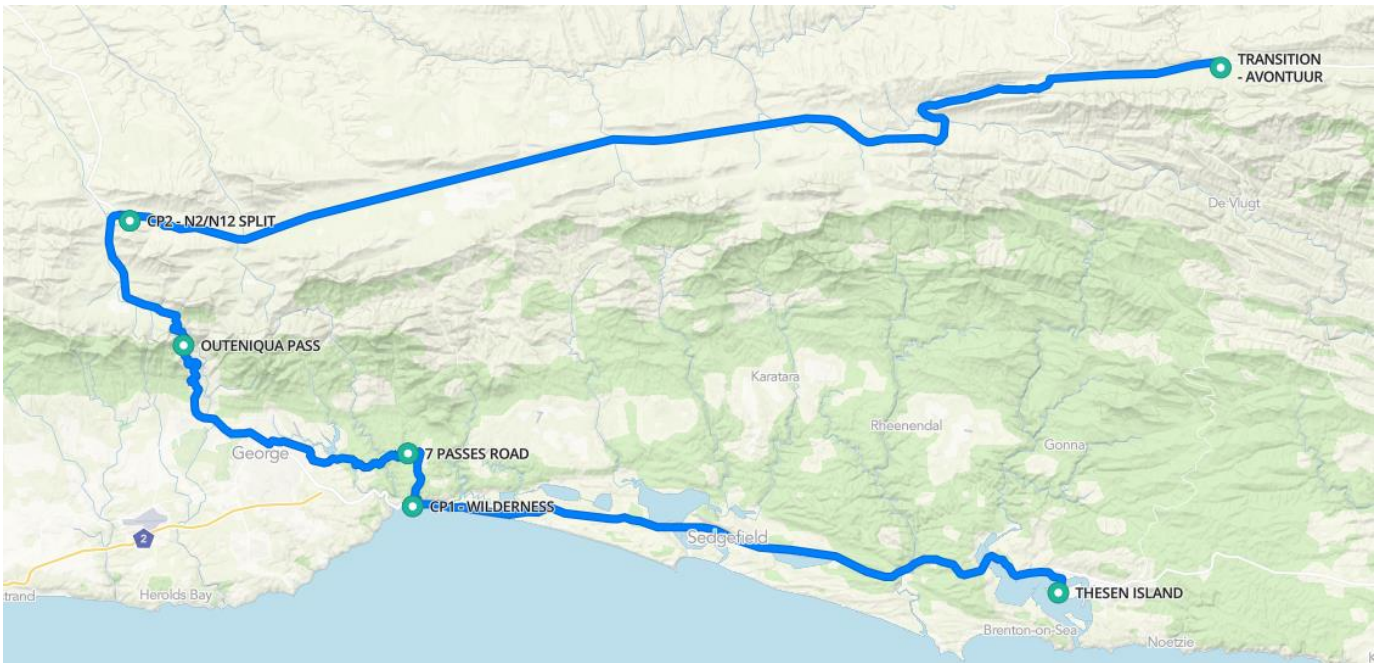 TRANSITION
- AVONTUUR
De Vlugt
CP2 - N2/N12 SPLIT
OUTENIQUA PASS
Karatara
Rheenendal
George
7 PASSES ROAD
Gonna
CP1 - WILDERNESS
2
Sedgefield
Herolds Bay
THESEN ISLAND
trand
Brenton-on-Sea
Noetzie
K